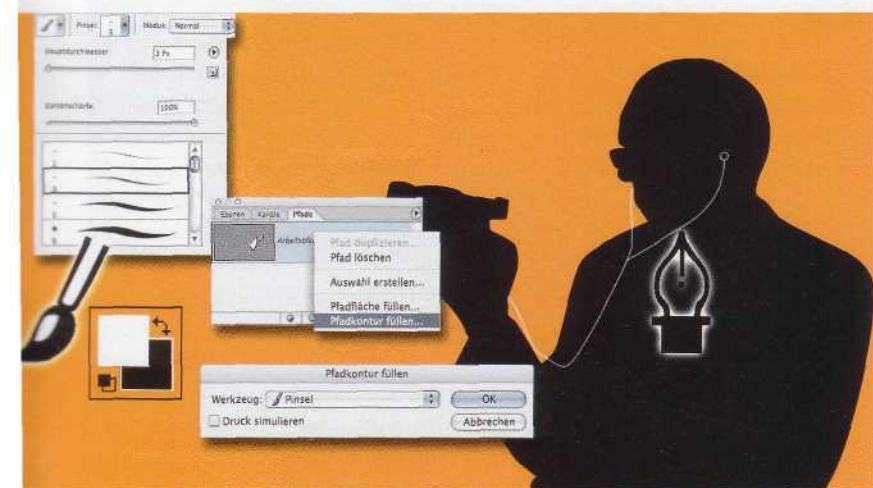 Pinsel: 3 Modus: Normal
Hauptdurchmesser 3 Px
Kantenschärfe 100%
Ebenen Kanäle Pfade
Pfad duplizieren...
Pfad löschen
Auswahl erstellen...
Pfadfläche füllen...
Pfadkontur füllen...
Pfadkontur füllen
Werkzeug: Pinsel OK
Druck simulieren Abbrechen